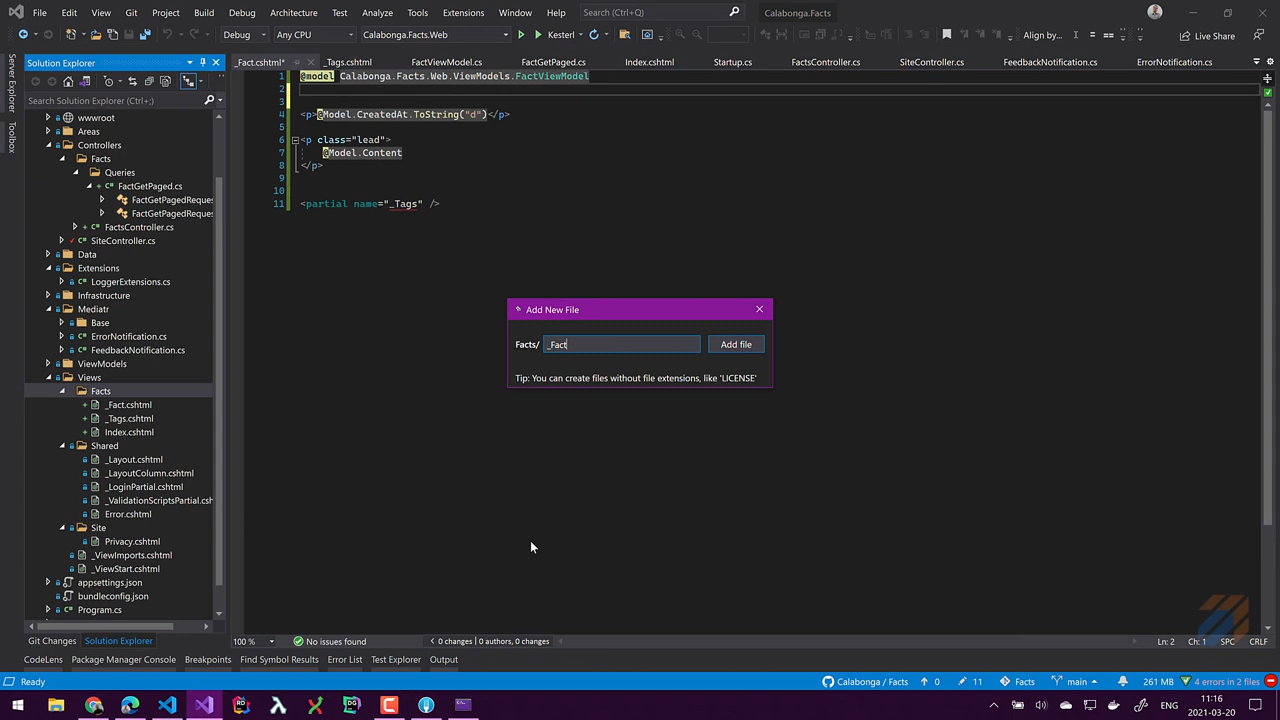 File Edit View Git Project Build Debug Architecture Test Analyze Tools Extensions Window Help Search (Ctrl+Q) Calabonga.Facts
Debug Any CPU Calabonga.Facts.Web Kestrel Align by... Live Share
Server Explorer
Toolbox
Solution Explorer
_Fact.cshtml* _Tags.cshtml FactViewModel FactGetPaged.cs Index.cshtml Startup.cs FactsController.cs SiteController.cs FeedbackNotification.cs ErrorNotification.cs
Search Solution Explorer (Ctrl+;)
wwwroot
Areas
Controllers
Facts
Queries
FactGetPaged.cs
FactGetPagedReque
FactGetPagedReque
FactsController.cs
SiteController.cs
Data
Extensions
LoggerExtensions.cs
Infrastructure
Mediatr
Base
ErrorNotification.cs
FeedbackNotification.cs
ViewModels
Views
Facts
_Fact.cshtml
_Tags.cshtml
Index.cshtml
Shared
_Layout.cshtml
_LayoutColumn.cshtml
_LoginPartial.cshtml
_ValidationScriptsPartial.csh
Error.cshtml
Site
Privacy.cshtml
_ViewImports.cshtml
_ViewStart.cshtml
appsettings.json
bundleconfig.json
Program.cs
1 @model Calabonga.Facts.Web.ViewModels.FactViewModel
2
3
4 <p>@Model.CreatedAt.ToString("d")</p>
5
6 <p class="lead">
7 @Model.Content
8 </p>
9
10
11 <partial name="_Tags" />
Add New File
Facts/ _Fact Add file
Tip: You can create files without file extensions, like 'LICENSE'
Git Changes Solution Explorer
100 % No issues found 0 changes | 0 authors, 0 changes Ln: 2 Ch: 1 SPC CRLF
CodeLens Package Manager Console Breakpoints Find Symbol Results Error List Test Explorer Output
Ready Calabonga / Facts 0 11 Facts main 261 MB 4 errors in 2 files
ENG 11:16
2021-03-20